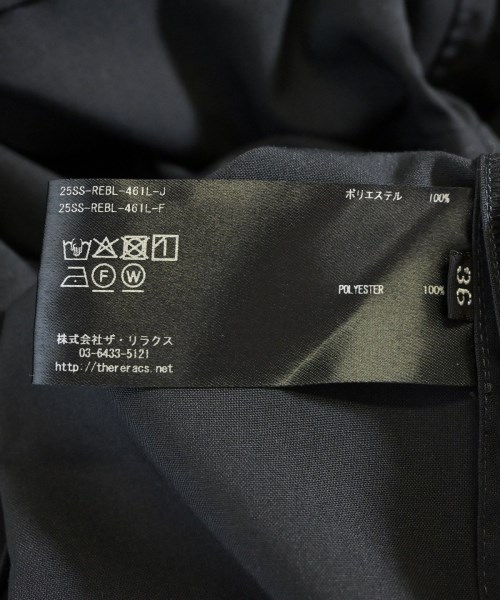 25SS-REBL-461L-J
25SS-REBL-461L-F
ポリエステル 100%
POLYESTER 100%
F W
株式会社ザ・リラクス
03-6433-5121
http://thereracs.net
36